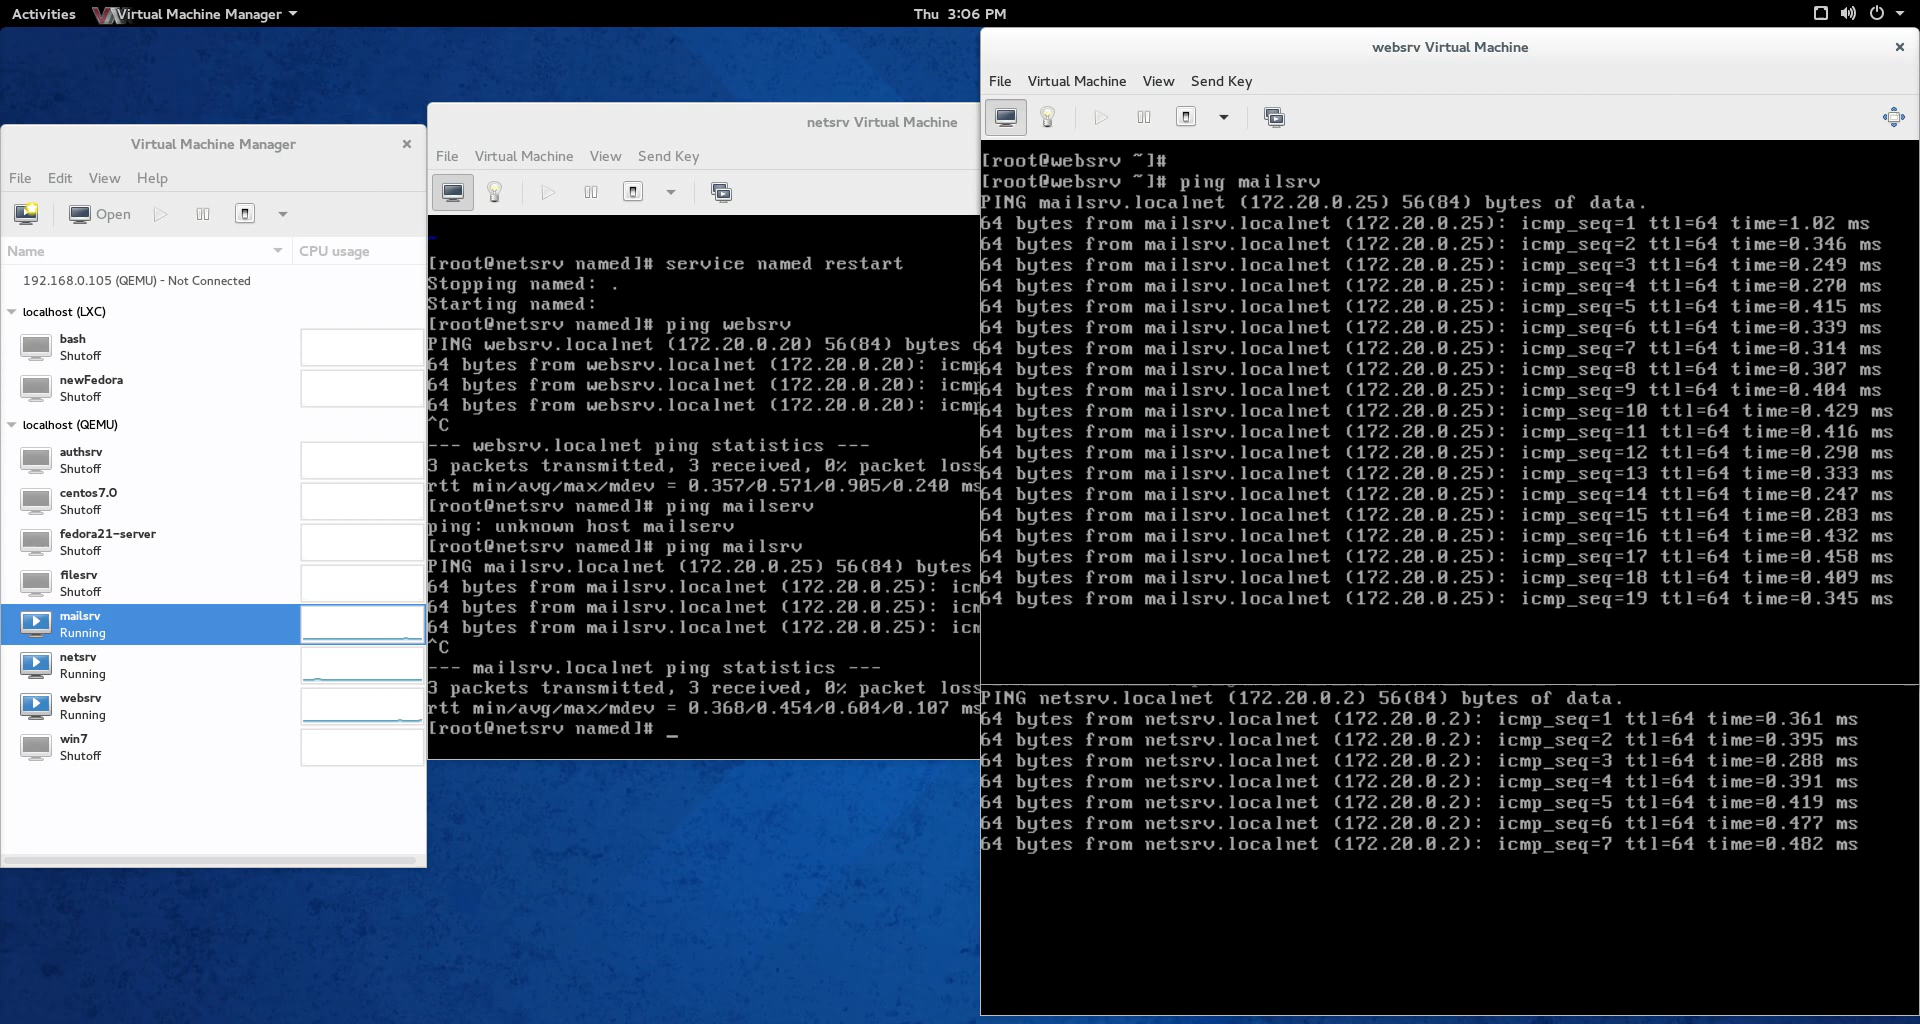 Activities Virtual Machine Manager Thu 3:06 PM
Virtual Machine Manager
File Edit View Help
Open
Name CPU usage
192.168.0.105 (QEMU) - Not Connected
localhost (LXC)
bash
Shutoff
newFedora
Shutoff
localhost (QEMU)
authsrv
Shutoff
centos7.0
Shutoff
fedora21-server
Shutoff
filesrv
Shutoff
mailsrv
Running
netsrv
Running
websrv
Running
win7
Shutoff
netsrv Virtual Machine
File Virtual Machine View Send Key
[root@netsrv named]# service named restart
Stopping named: .
Starting named:
[root@netsrv named]# ping websrv
PING websrv.localnet (172.20.0.20) 56(84) bytes
64 bytes from websrv.localnet (172.20.0.20): icmp
64 bytes from websrv.localnet (172.20.0.20): icmp
64 bytes from websrv.localnet (172.20.0.20): icmp
^C
--- websrv.localnet ping statistics ---
3 packets transmitted, 3 received, 0% packet loss
rtt min/avg/max/mdev = 0.357/0.571/0.905/0.240 ms
[root@netsrv named]# ping mailserv
ping: unknown host mailserv
[root@netsrv named]# ping mailsrv
PING mailsrv.localnet (172.20.0.25) 56(84) bytes
64 bytes from mailsrv.localnet (172.20.0.25): icm
64 bytes from mailsrv.localnet (172.20.0.25): icm
64 bytes from mailsrv.localnet (172.20.0.25): icm
^C
--- mailsrv.localnet ping statistics ---
3 packets transmitted, 3 received, 0% packet loss
rtt min/avg/max/mdev = 0.368/0.454/0.604/0.107 ms
[root@netsrv named]# _
websrv Virtual Machine
File Virtual Machine View Send Key
[root@websrv ~]#
[root@websrv ~]# ping mailsrv
PING mailsrv.localnet (172.20.0.25) 56(84) bytes of data.
64 bytes from mailsrv.localnet (172.20.0.25): icmp_seq=1 ttl=64 time=1.02 ms
64 bytes from mailsrv.localnet (172.20.0.25): icmp_seq=2 ttl=64 time=0.346 ms
64 bytes from mailsrv.localnet (172.20.0.25): icmp_seq=3 ttl=64 time=0.249 ms
64 bytes from mailsrv.localnet (172.20.0.25): icmp_seq=4 ttl=64 time=0.270 ms
64 bytes from mailsrv.localnet (172.20.0.25): icmp_seq=5 ttl=64 time=0.415 ms
64 bytes from mailsrv.localnet (172.20.0.25): icmp_seq=6 ttl=64 time=0.339 ms
64 bytes from mailsrv.localnet (172.20.0.25): icmp_seq=7 ttl=64 time=0.314 ms
64 bytes from mailsrv.localnet (172.20.0.25): icmp_seq=8 ttl=64 time=0.307 ms
64 bytes from mailsrv.localnet (172.20.0.25): icmp_seq=9 ttl=64 time=0.404 ms
64 bytes from mailsrv.localnet (172.20.0.25): icmp_seq=10 ttl=64 time=0.429 ms
64 bytes from mailsrv.localnet (172.20.0.25): icmp_seq=11 ttl=64 time=0.416 ms
64 bytes from mailsrv.localnet (172.20.0.25): icmp_seq=12 ttl=64 time=0.290 ms
64 bytes from mailsrv.localnet (172.20.0.25): icmp_seq=13 ttl=64 time=0.333 ms
64 bytes from mailsrv.localnet (172.20.0.25): icmp_seq=14 ttl=64 time=0.247 ms
64 bytes from mailsrv.localnet (172.20.0.25): icmp_seq=15 ttl=64 time=0.283 ms
64 bytes from mailsrv.localnet (172.20.0.25): icmp_seq=16 ttl=64 time=0.432 ms
64 bytes from mailsrv.localnet (172.20.0.25): icmp_seq=17 ttl=64 time=0.458 ms
64 bytes from mailsrv.localnet (172.20.0.25): icmp_seq=18 ttl=64 time=0.409 ms
64 bytes from mailsrv.localnet (172.20.0.25): icmp_seq=19 ttl=64 time=0.345 ms
PING netsrv.localnet (172.20.0.2) 56(84) bytes of data.
64 bytes from netsrv.localnet (172.20.0.2): icmp_seq=1 ttl=64 time=0.361 ms
64 bytes from netsrv.localnet (172.20.0.2): icmp_seq=2 ttl=64 time=0.395 ms
64 bytes from netsrv.localnet (172.20.0.2): icmp_seq=3 ttl=64 time=0.288 ms
64 bytes from netsrv.localnet (172.20.0.2): icmp_seq=4 ttl=64 time=0.391 ms
64 bytes from netsrv.localnet (172.20.0.2): icmp_seq=5 ttl=64 time=0.419 ms
64 bytes from netsrv.localnet (172.20.0.2): icmp_seq=6 ttl=64 time=0.477 ms
64 bytes from netsrv.localnet (172.20.0.2): icmp_seq=7 ttl=64 time=0.482 ms